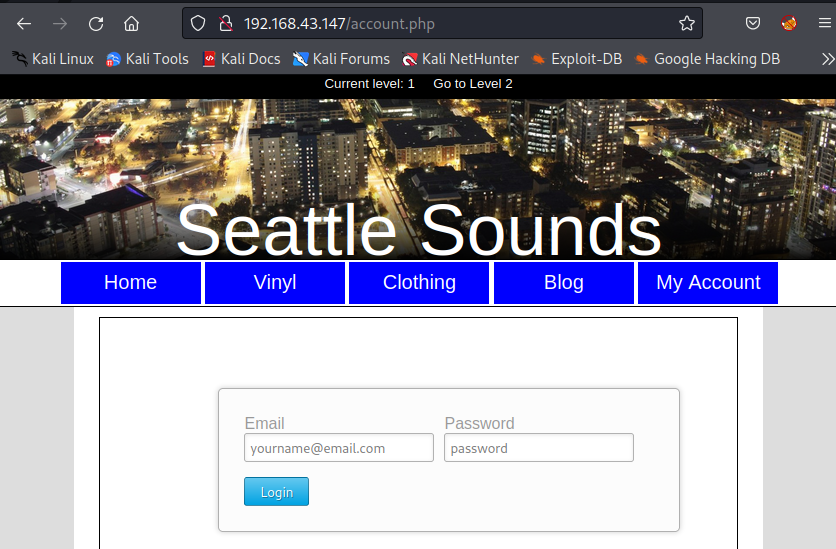 192.168.43.147/account.php
Kali Linux Kali Tools Kali Docs Kali Forums Kali NetHunter Exploit-DB Google Hacking DB
Current level: 1 Go to Level 2
Seattle Sounds
Home Vinyl Clothing Blog My Account
Email Password
yourname@email.com password
Login